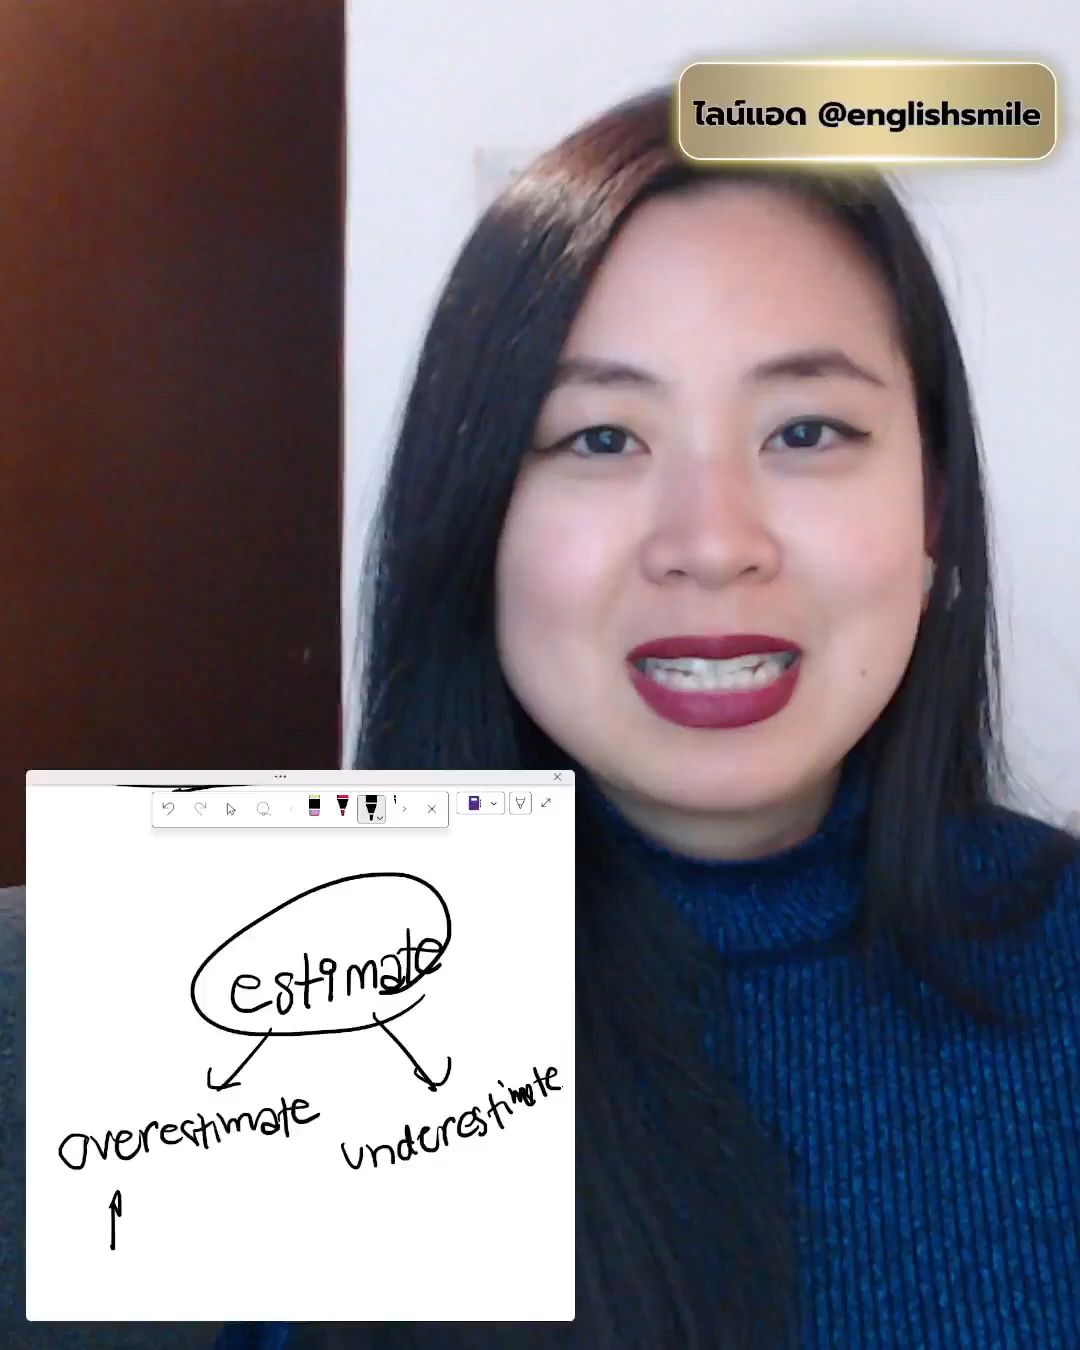 ไลน์แอด @englishsmile
estimate
overestimate
underestimate